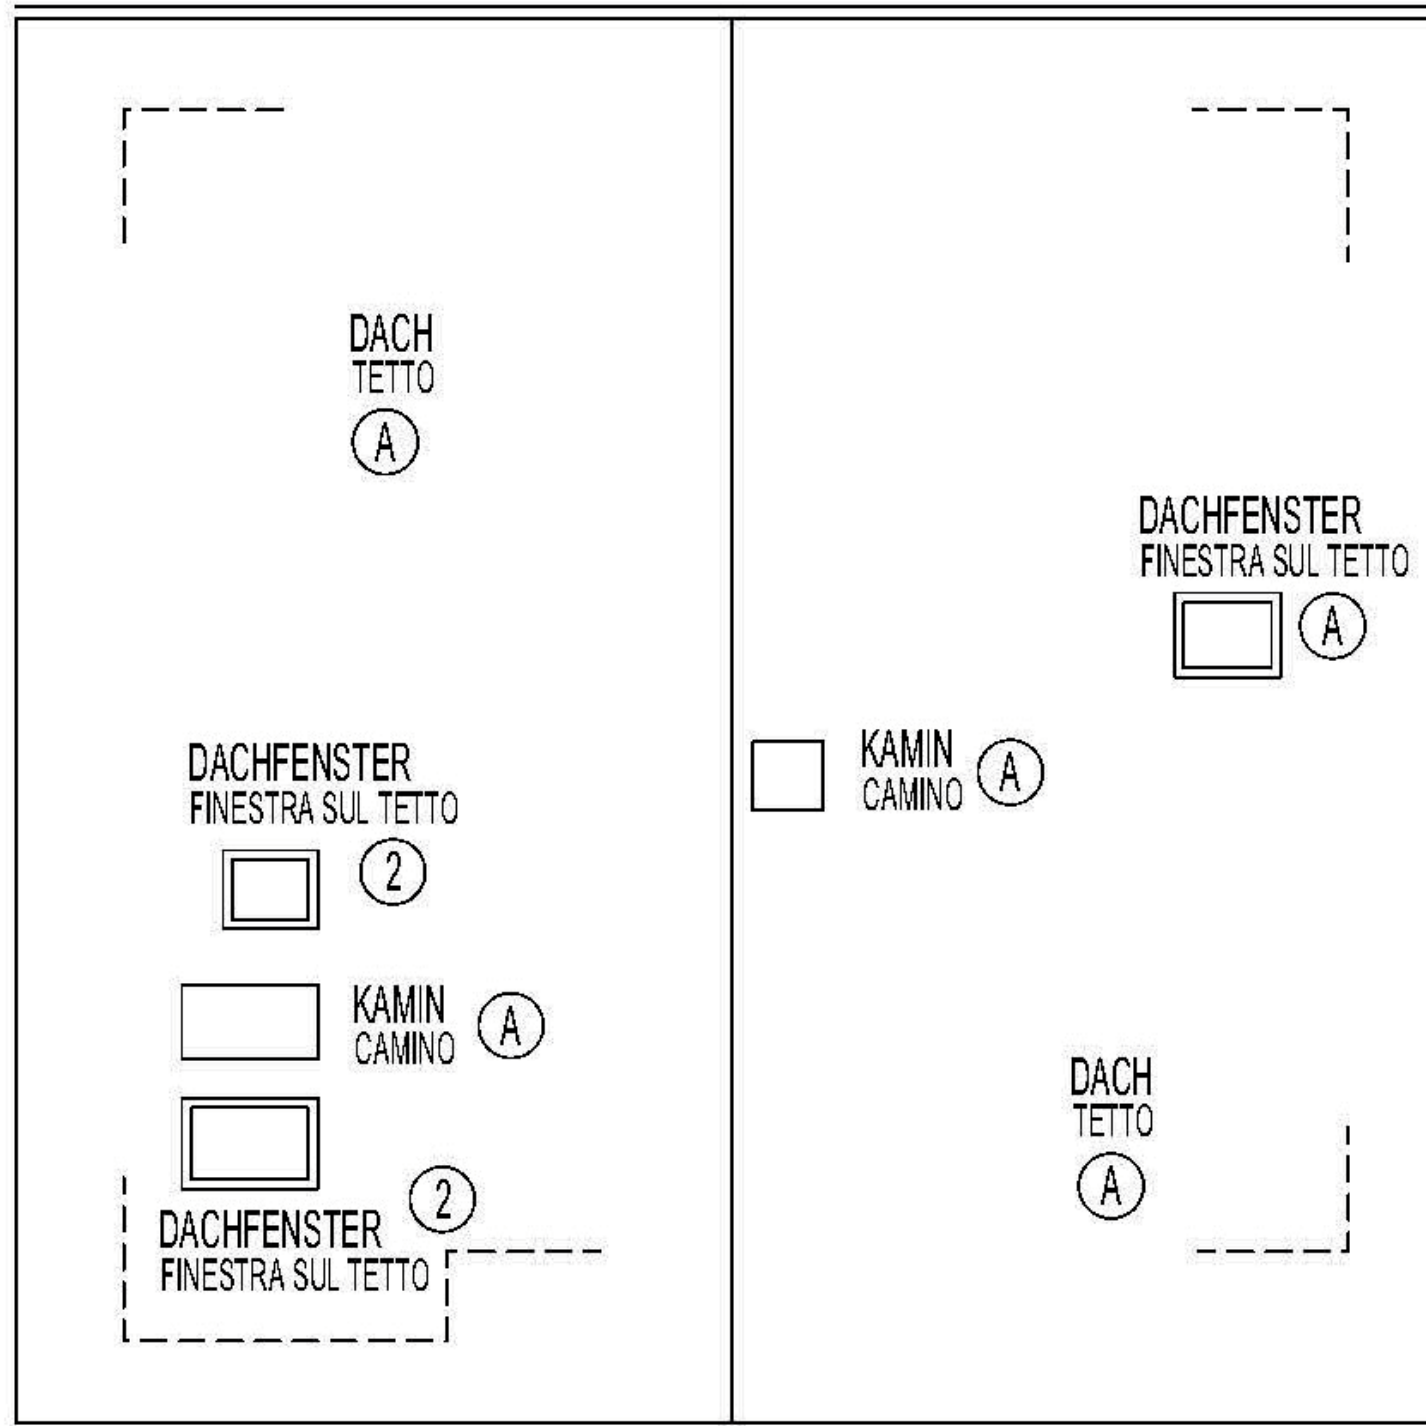 DACH
TETTO
A
DACHFENSTER
FINESTRA SUL TETTO
A
DACHFENSTER
FINESTRA SUL TETTO
2
KAMIN
CAMINO
A
KAMIN
CAMINO
A
DACH
TETTO
A
2
DACHFENSTER
FINESTRA SUL TETTO